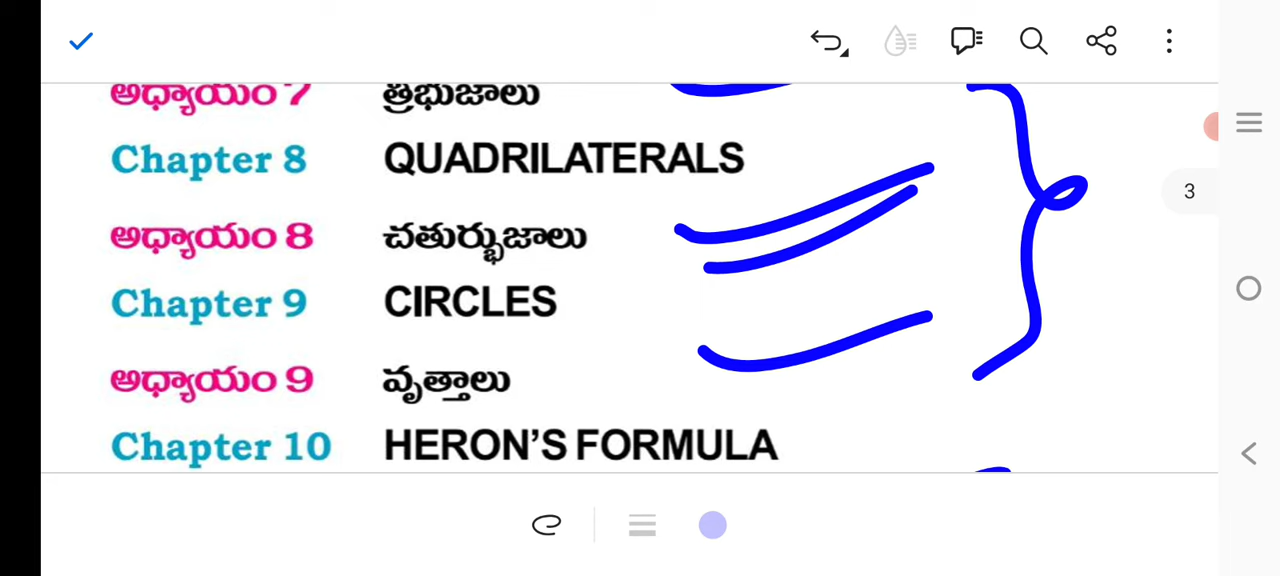 అధ్యాయం 7 త్రిభుజాలు
Chapter 8 QUADRILATERALS
3
అధ్యాయం 8 చతుర్భుజాలు
Chapter 9 CIRCLES
అధ్యాయం 9 వృత్తాలు
Chapter 10 HERON'S FORMULA